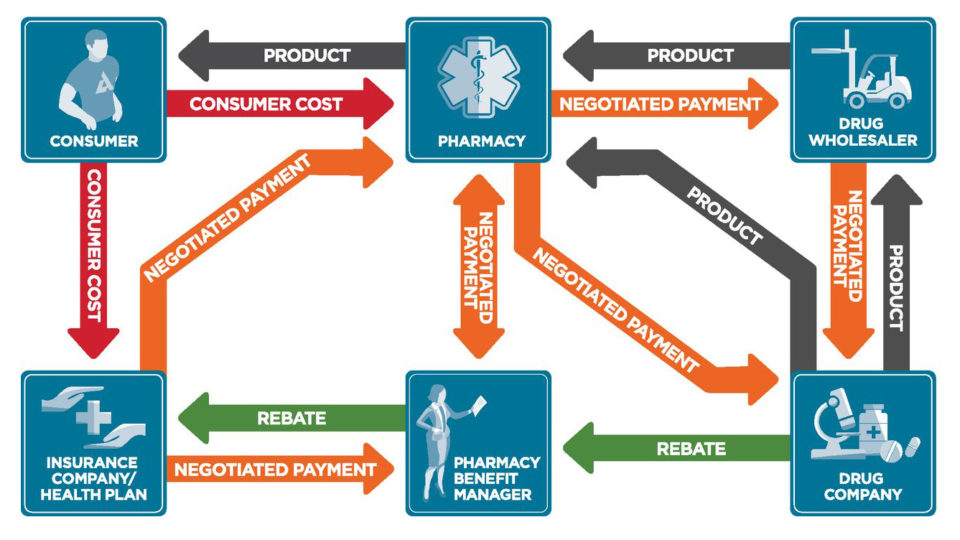 PRODUCT
PRODUCT
CONSUMER COST
NEGOTIATED PAYMENT
CONSUMER
PHARMACY
DRUG
WHOLESALER
CONSUMER COST
NEGOTIATED PAYMENT
NEGOTIATED
PAYMENT
NEGOTIATED PAYMENT
PRODUCT
NEGOTIATED
PAYMENT
PRODUCT
REBATE
REBATE
NEGOTIATED PAYMENT
INSURANCE
COMPANY/
HEALTH PLAN
PHARMACY
BENEFIT
MANAGER
DRUG
COMPANY